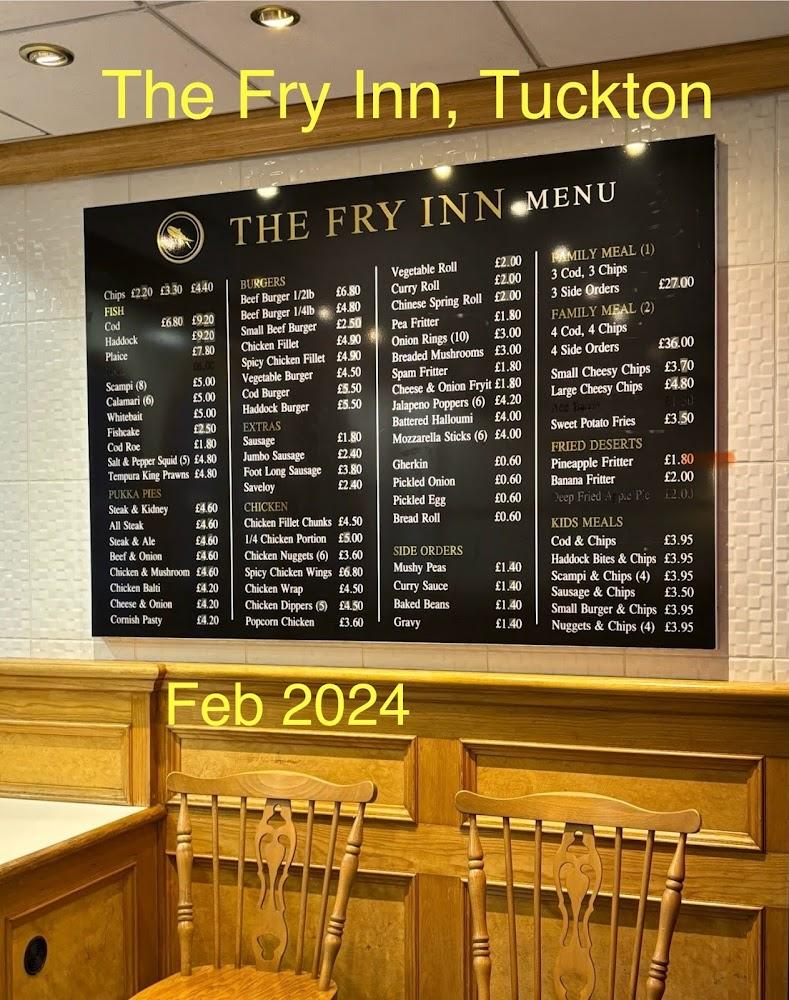 The Fry Inn, Tuckton
THE FRY INN MENU
Chips £2.20 £3.30 £4.40
FISH
Cod £6.80 £9.20
Haddock £9.20
Plaice £7.80
Scampi (8) £5.00
Calamari (6) £5.00
Whitebait £5.00
Fishcake £2.50
Cod Roe £1.80
Salt & Pepper Squid (5) £4.80
Tempura King Prawns £4.80
PUKKA PIES
Steak & Kidney £4.60
All Steak £4.60
Steak & Ale £4.60
Beef & Onion £4.60
Chicken & Mushroom £4.60
Chicken Balti £4.20
Cheese & Onion £4.20
Cornish Pasty £4.20
BURGERS
Beef Burger 1/2lb £6.80
Beef Burger 1/4lb £4.80
Small Beef Burger £2.50
Chicken Fillet £4.90
Spicy Chicken Fillet £4.90
Vegetable Burger £4.50
Cod Burger £5.50
Haddock Burger £5.50
EXTRAS
Sausage £1.80
Jumbo Sausage £2.40
Foot Long Sausage £3.80
Saveloy £2.40
CHICKEN
Chicken Fillet Chunks £4.50
1/4 Chicken Portion £5.00
Chicken Nuggets (6) £3.60
Spicy Chicken Wings £6.80
Chicken Wrap £4.50
Chicken Dippers (5) £4.50
Popcorn Chicken £3.60
Vegetable Roll £2.00
Curry Roll £2.00
Chinese Spring Roll £2.00
Pea Fritter £1.80
Onion Rings (10) £3.00
Breaded Mushrooms £3.00
Spam Fritter £1.80
Cheese & Onion Fryit £1.80
Jalapeno Poppers (6) £4.20
Battered Halloumi £4.00
Mozzarella Sticks (6) £4.00
Gherkin £0.60
Pickled Onion £0.60
Pickled Egg £0.60
Bread Roll £0.60
SIDE ORDERS
Mushy Peas £1.40
Curry Sauce £1.40
Baked Beans £1.40
Gravy £1.40
FAMILY MEAL (1)
3 Cod, 3 Chips
3 Side Orders £27.00
FAMILY MEAL (2)
4 Cod, 4 Chips
4 Side Orders £36.00
Small Cheesy Chips £3.70
Large Cheesy Chips £4.80
Sweet Potato Fries £3.50
FRIED DESERTS
Pineapple Fritter £1.80
Banana Fritter £2.00
Deep Fried Apple Pie £2.00
KIDS MEALS
Cod & Chips £3.95
Haddock Bites & Chips £3.95
Scampi & Chips (4) £3.95
Sausage & Chips £3.50
Small Burger & Chips £3.95
Nuggets & Chips (4) £3.95
Feb 2024